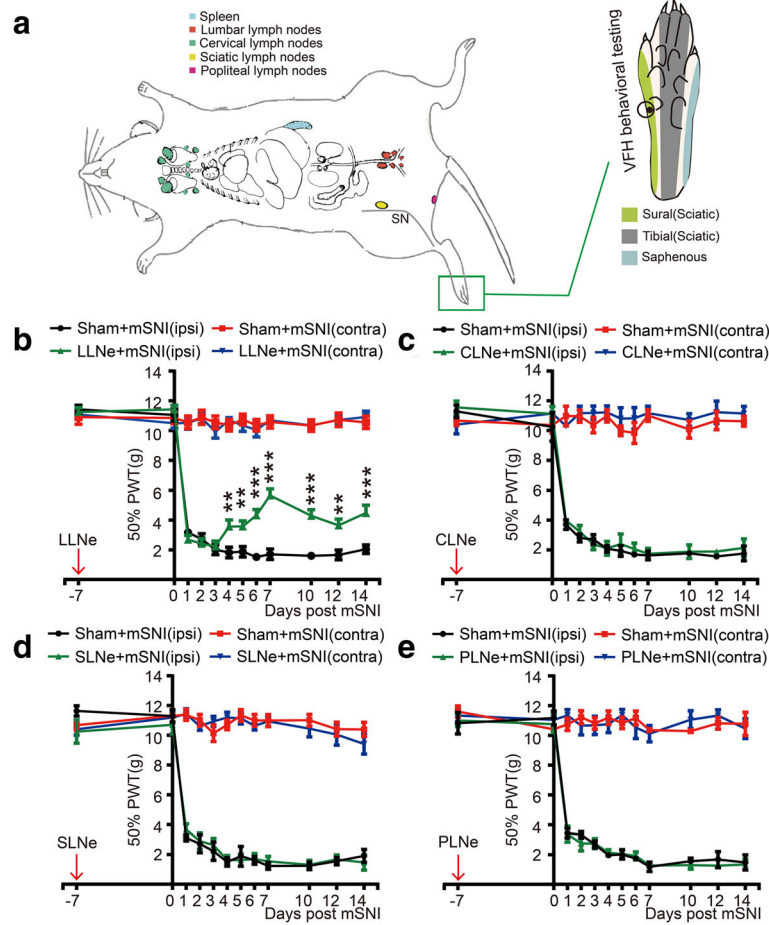 a
Spleen
Lumbar lymph nodes
Cervical lymph nodes
Sciatic lymph nodes
Popliteal lymph nodes
SN
VFH behavioral testing
Sural(Sciatic)
Tibial(Sciatic)
Saphenous
b
Sham+mSNI(ipsi) Sham+mSNI(contra)
LLNe+mSNI(ipsi) LLNe+mSNI(contra)
14
12
10
8
6
4
2
50% PWT(g)
*** *** **** **** **** ** ****
LLNe
-7 0 1 2 3 4 5 6 7 10 12 14
Days post mSNI
c
Sham+mSNI(ipsi) Sham+mSNI(contra)
CLNe+mSNI(ipsi) CLNe+mSNI(contra)
14
12
10
8
6
4
2
50% PWT(g)
CLNe
-7 0 1 2 3 4 5 6 7 10 12 14
Days post mSNI
d
Sham+mSNI(ipsi) Sham+mSNI(contra)
SLNe+mSNI(ipsi) SLNe+mSNI(contra)
14
12
10
8
6
4
2
50% PWT(g)
SLNe
-7 0 1 2 3 4 5 6 7 10 12 14
Days post mSNI
e
Sham+mSNI(ipsi) Sham+mSNI(contra)
PLNe+mSNI(ipsi) PLNe+mSNI(contra)
14
12
10
8
6
4
2
50% PWT(g)
PLNe
-7 0 1 2 3 4 5 6 7 10 12 14
Days post mSNI